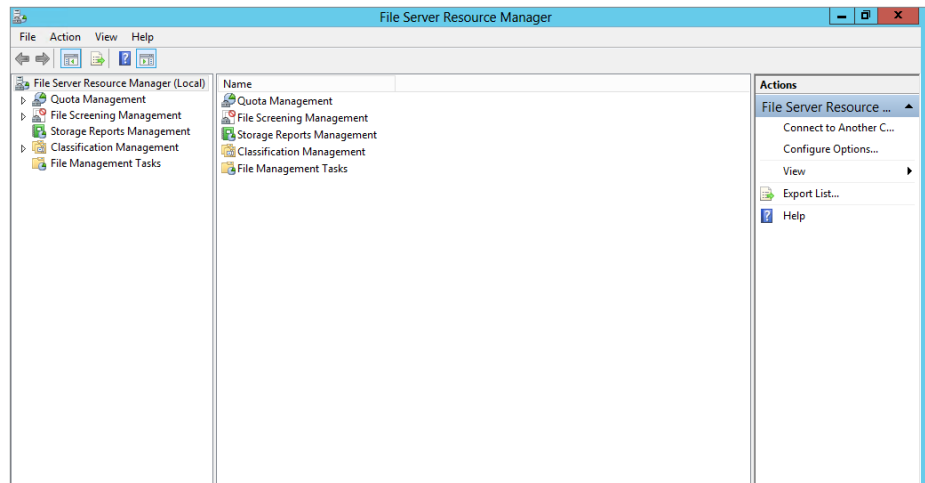 File Server Resource Manager
File Action View Help
File Server Resource Manager (Local)
Quota Management
File Screening Management
Storage Reports Management
Classification Management
File Management Tasks
Name
Quota Management
File Screening Management
Storage Reports Management
Classification Management
File Management Tasks
Actions
File Server Resource ...
Connect to Another C...
Configure Options...
View
Export List...
Help